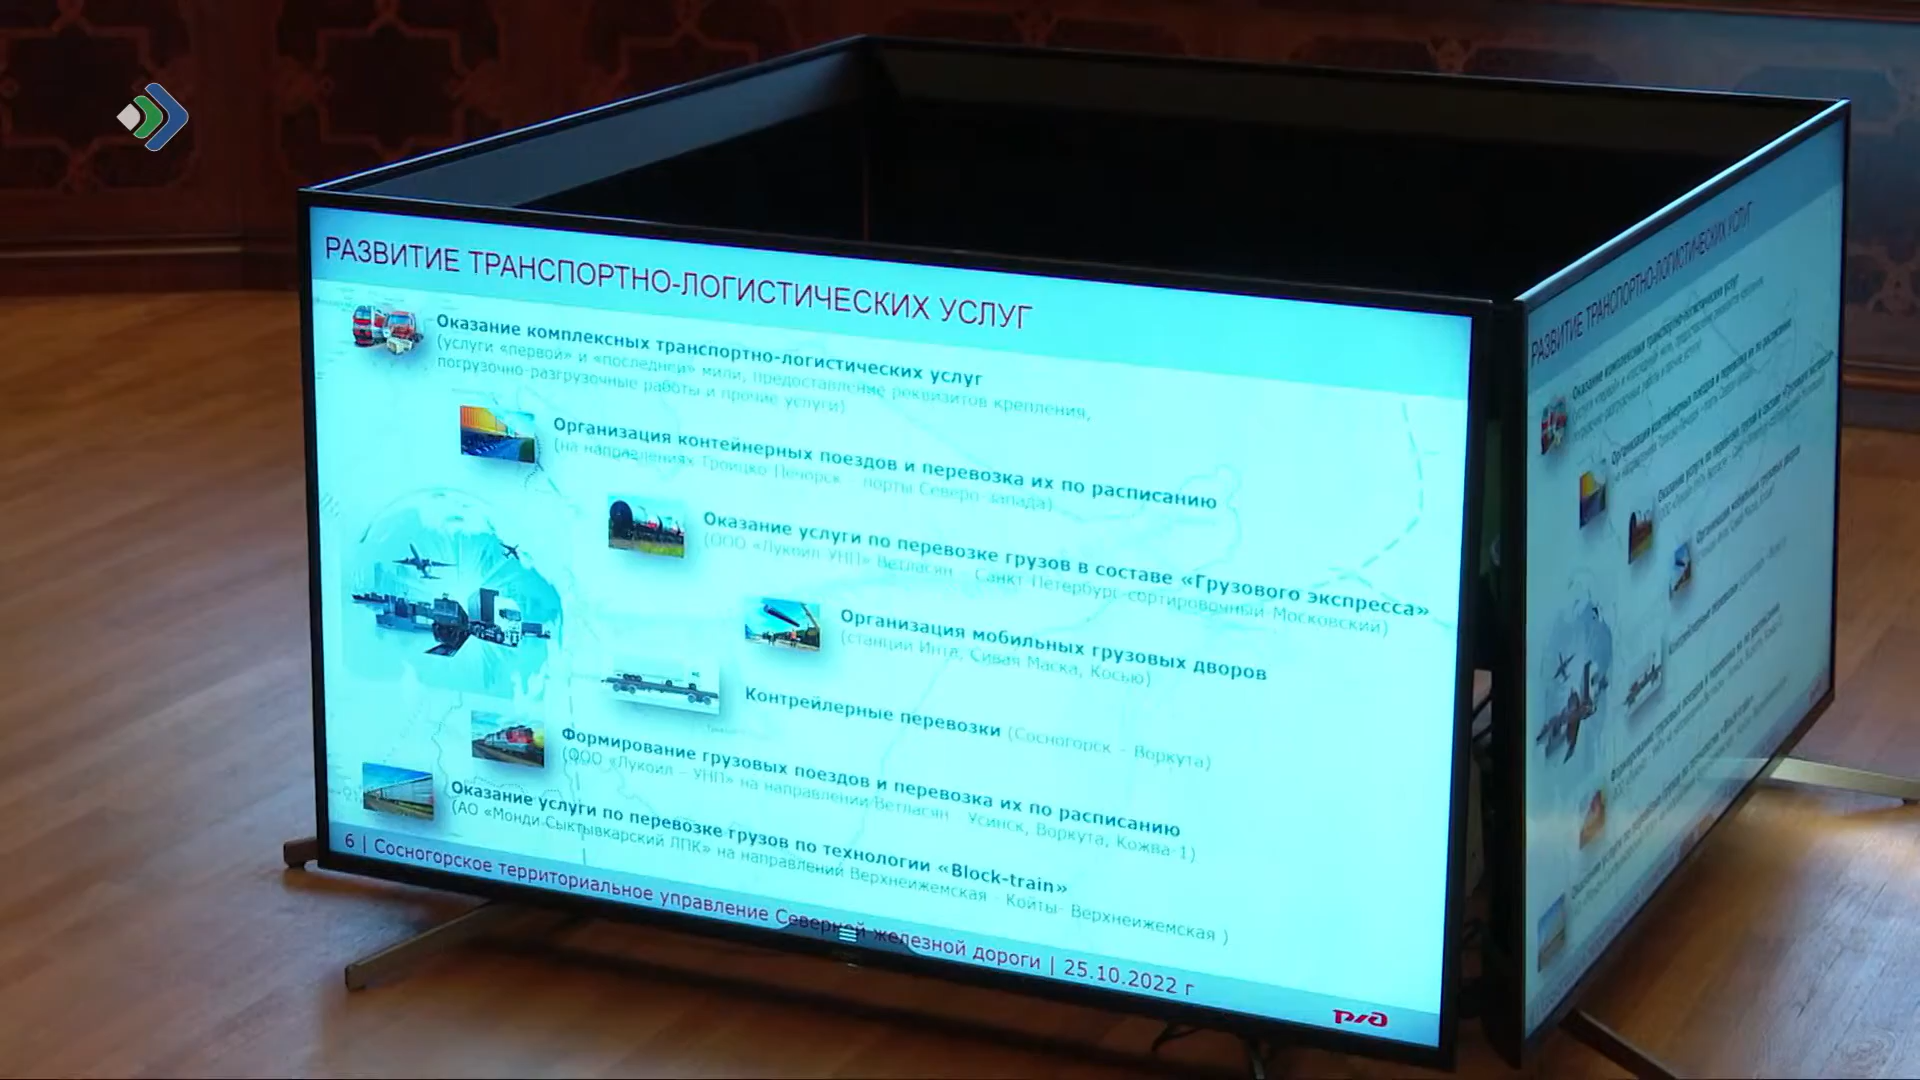 РАЗВИТИЕ ТРАНСПОРТНО-ЛОГИСТИЧЕСКИХ УСЛУГ
Оказание комплексных транспортно-логистических услуг
(услуги «первой» и «последней» мили, предоставление реквизитов крепления,
погрузочно-разгрузочные работы и прочие услуги)
Организация контейнерных поездов и перевозка их по расписанию
(на направлениях Троицко-Печорск - порты Северо-запада)
Оказание услуги по перевозке грузов в составе «Грузового экспресса»
(ООО «Лукоил УНП» Ветласян - Санкт-Петербург-сортировочный-Московский)
Организация мобильных грузовых дворов
(станции Инта, Сивая Маска, Косью)
Контрейлерные перевозки (Сосногорск - Воркута)
Формирование грузовых поездов и перевозка их по расписанию
(ООО «Лукоил - УНП» на направлении Ветласян - Усинск, Воркута, Кожва-1)
Оказание услуги по перевозке грузов по технологии «Block-train»
(АО «Монди-Сыктывкарский ЛПК» на направлений Верхнеижемская - Койты- Верхнеижемская )
6 | Сосногорское территориальное управление Северной железной дороги | 25.10.2022 г
ржд
РАЗВИТИЕ ТРАНСПОРТНО-ЛОГИСТИЧЕСКИХ УСЛУГ